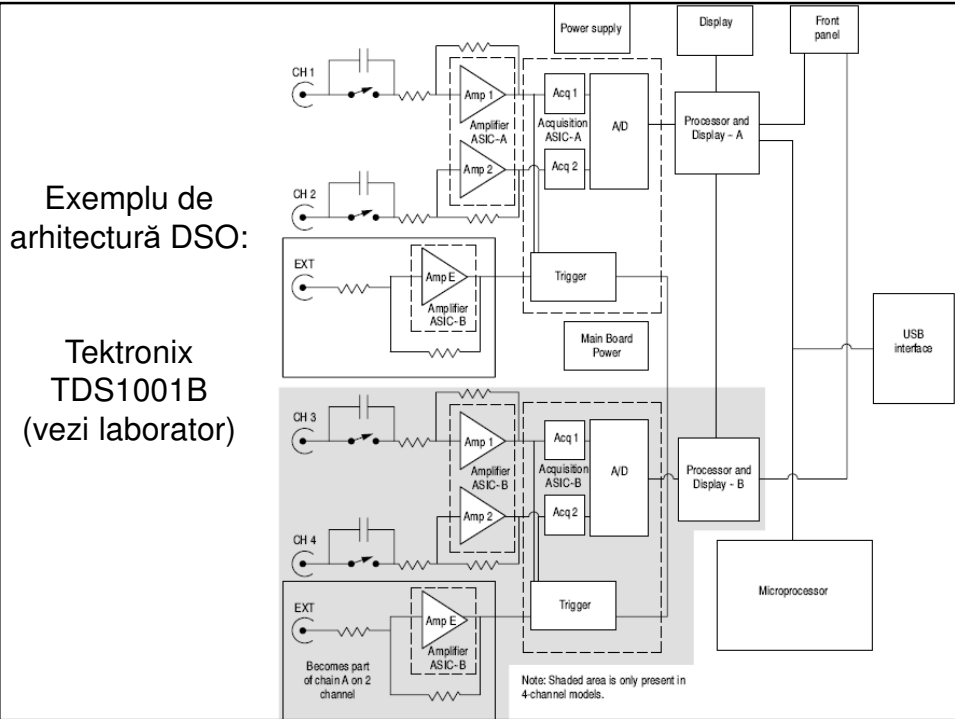 Exemplu de
arhitectură DSO:
Tektronix
TDS1001B
(vezi laborator)
Power supply
Display
Front
panel
CH 1
Amp 1
Amplifier
ASIC-A
Acq 1
Acquisition
ASIC-A
A/D
Processor and
Display - A
CH 2
Amp 2
Acq 2
EXT
Amp E
Amplifier
ASIC-B
Trigger
Main Board
Power
USB
interface
CH 3
Amp 1
Amplifier
ASIC-B
Acq 1
Acquisition
ASIC-B
A/D
Processor and
Display - B
CH 4
Amp 2
Acq 2
Microprocessor
EXT
Amp E
Amplifier
ASIC-B
Trigger
Becomes part
of chain A on 2
channel
Note: Shaded area is only present in
4-channel models.